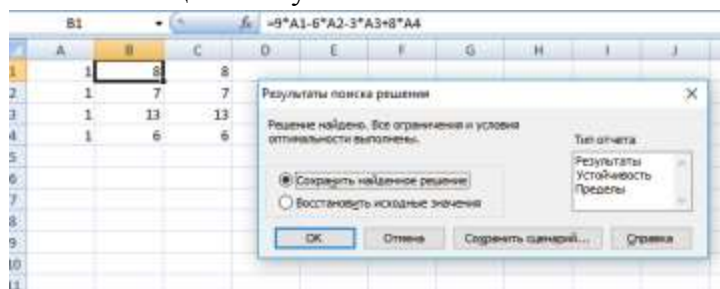 B1 fx =9*A1-6*A2-3*A3+8*A4
A B C D E F G H I J
1 1 8 8
2 1 7 7
3 1 13 13
4 1 6 6
5
6
7
8
9
10
11
Результаты поиска решения
Решение найдено. Все ограничения и условия
оптимальности выполнены.
Тип отчета
Результаты
Устойчивость
Пределы
Сохранить найденное решение
Восстановить исходные значения
ОК Отмена Сохранить сценарий... Справка